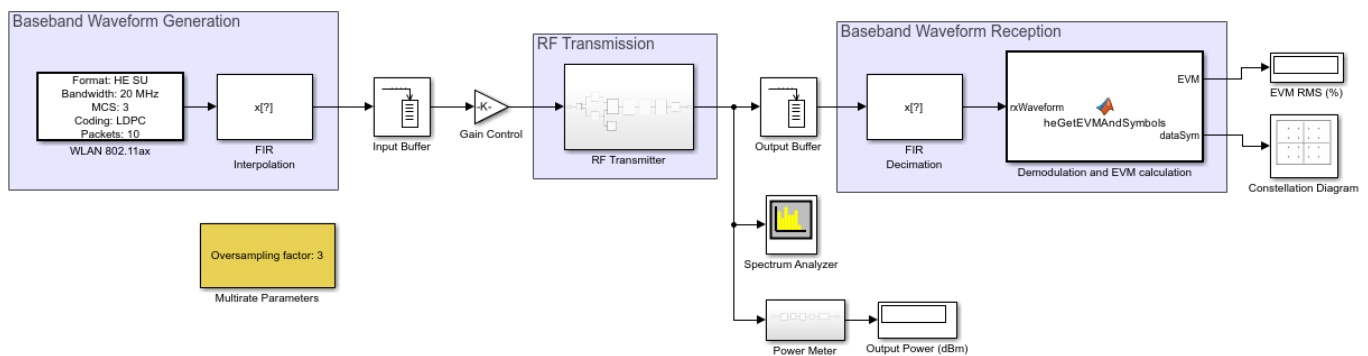 Baseband Waveform Generation
Format: HE SU
Bandwidth: 20 MHz
MCS: 3
Coding: LDPC
Packets: 10
WLAN 802.11ax
x[?]
FIR
Interpolation
Input Buffer
-K-
Gain Control
RF Transmission
RF Transmitter
Output Buffer
Baseband Waveform Reception
x[?]
FIR
Decimation
rxWaveform
heGetEVMAndSymbols
EVM
dataSym
Demodulation and EVM calculation
EVM RMS (%)
Constellation Diagram
Oversampling factor: 3
Multirate Parameters
Spectrum Analyzer
Power Meter
Output Power (dBm)